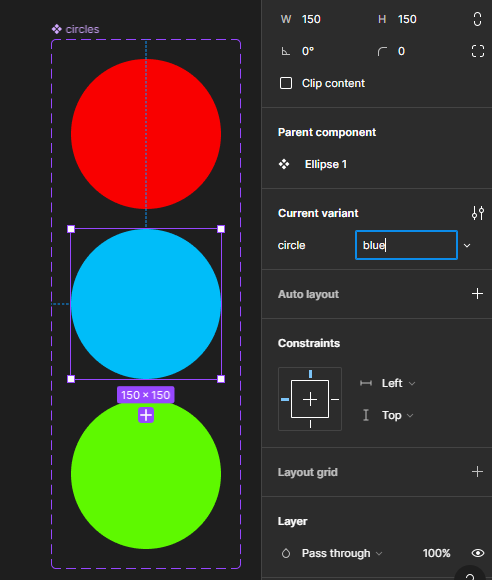 circles
150 × 150
W 150 H 150
0° 0
Clip content
Parent component
Ellipse 1
Current variant
circle blue
Auto layout
Constraints
Left
Top
Layout grid
Layer
Pass through 100%
?